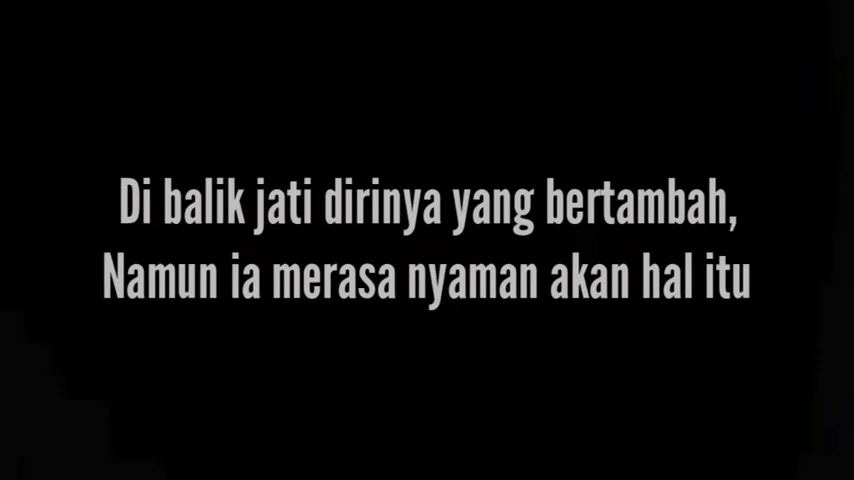 Di balik jati dirinya yang bertambah,
Namun ia merasa nyaman akan hal itu